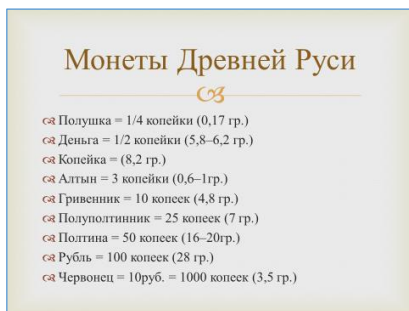 Монеты Древней Руси
Полушка = 1/4 копейки (0,17 гр.)
Деньга = 1/2 копейки (5,8–6,2 гр.)
Копейка = (8,2 гр.)
Алтын = 3 копейки (0,6–1гр.)
Гривенник = 10 копеек (4,8 гр.)
Полуполтинник = 25 копеек (7 гр.)
Полтина = 50 копеек (16–20гр.)
Рубль = 100 копеек (28 гр.)
Червонец = 10руб. = 1000 копеек (3,5 гр.)